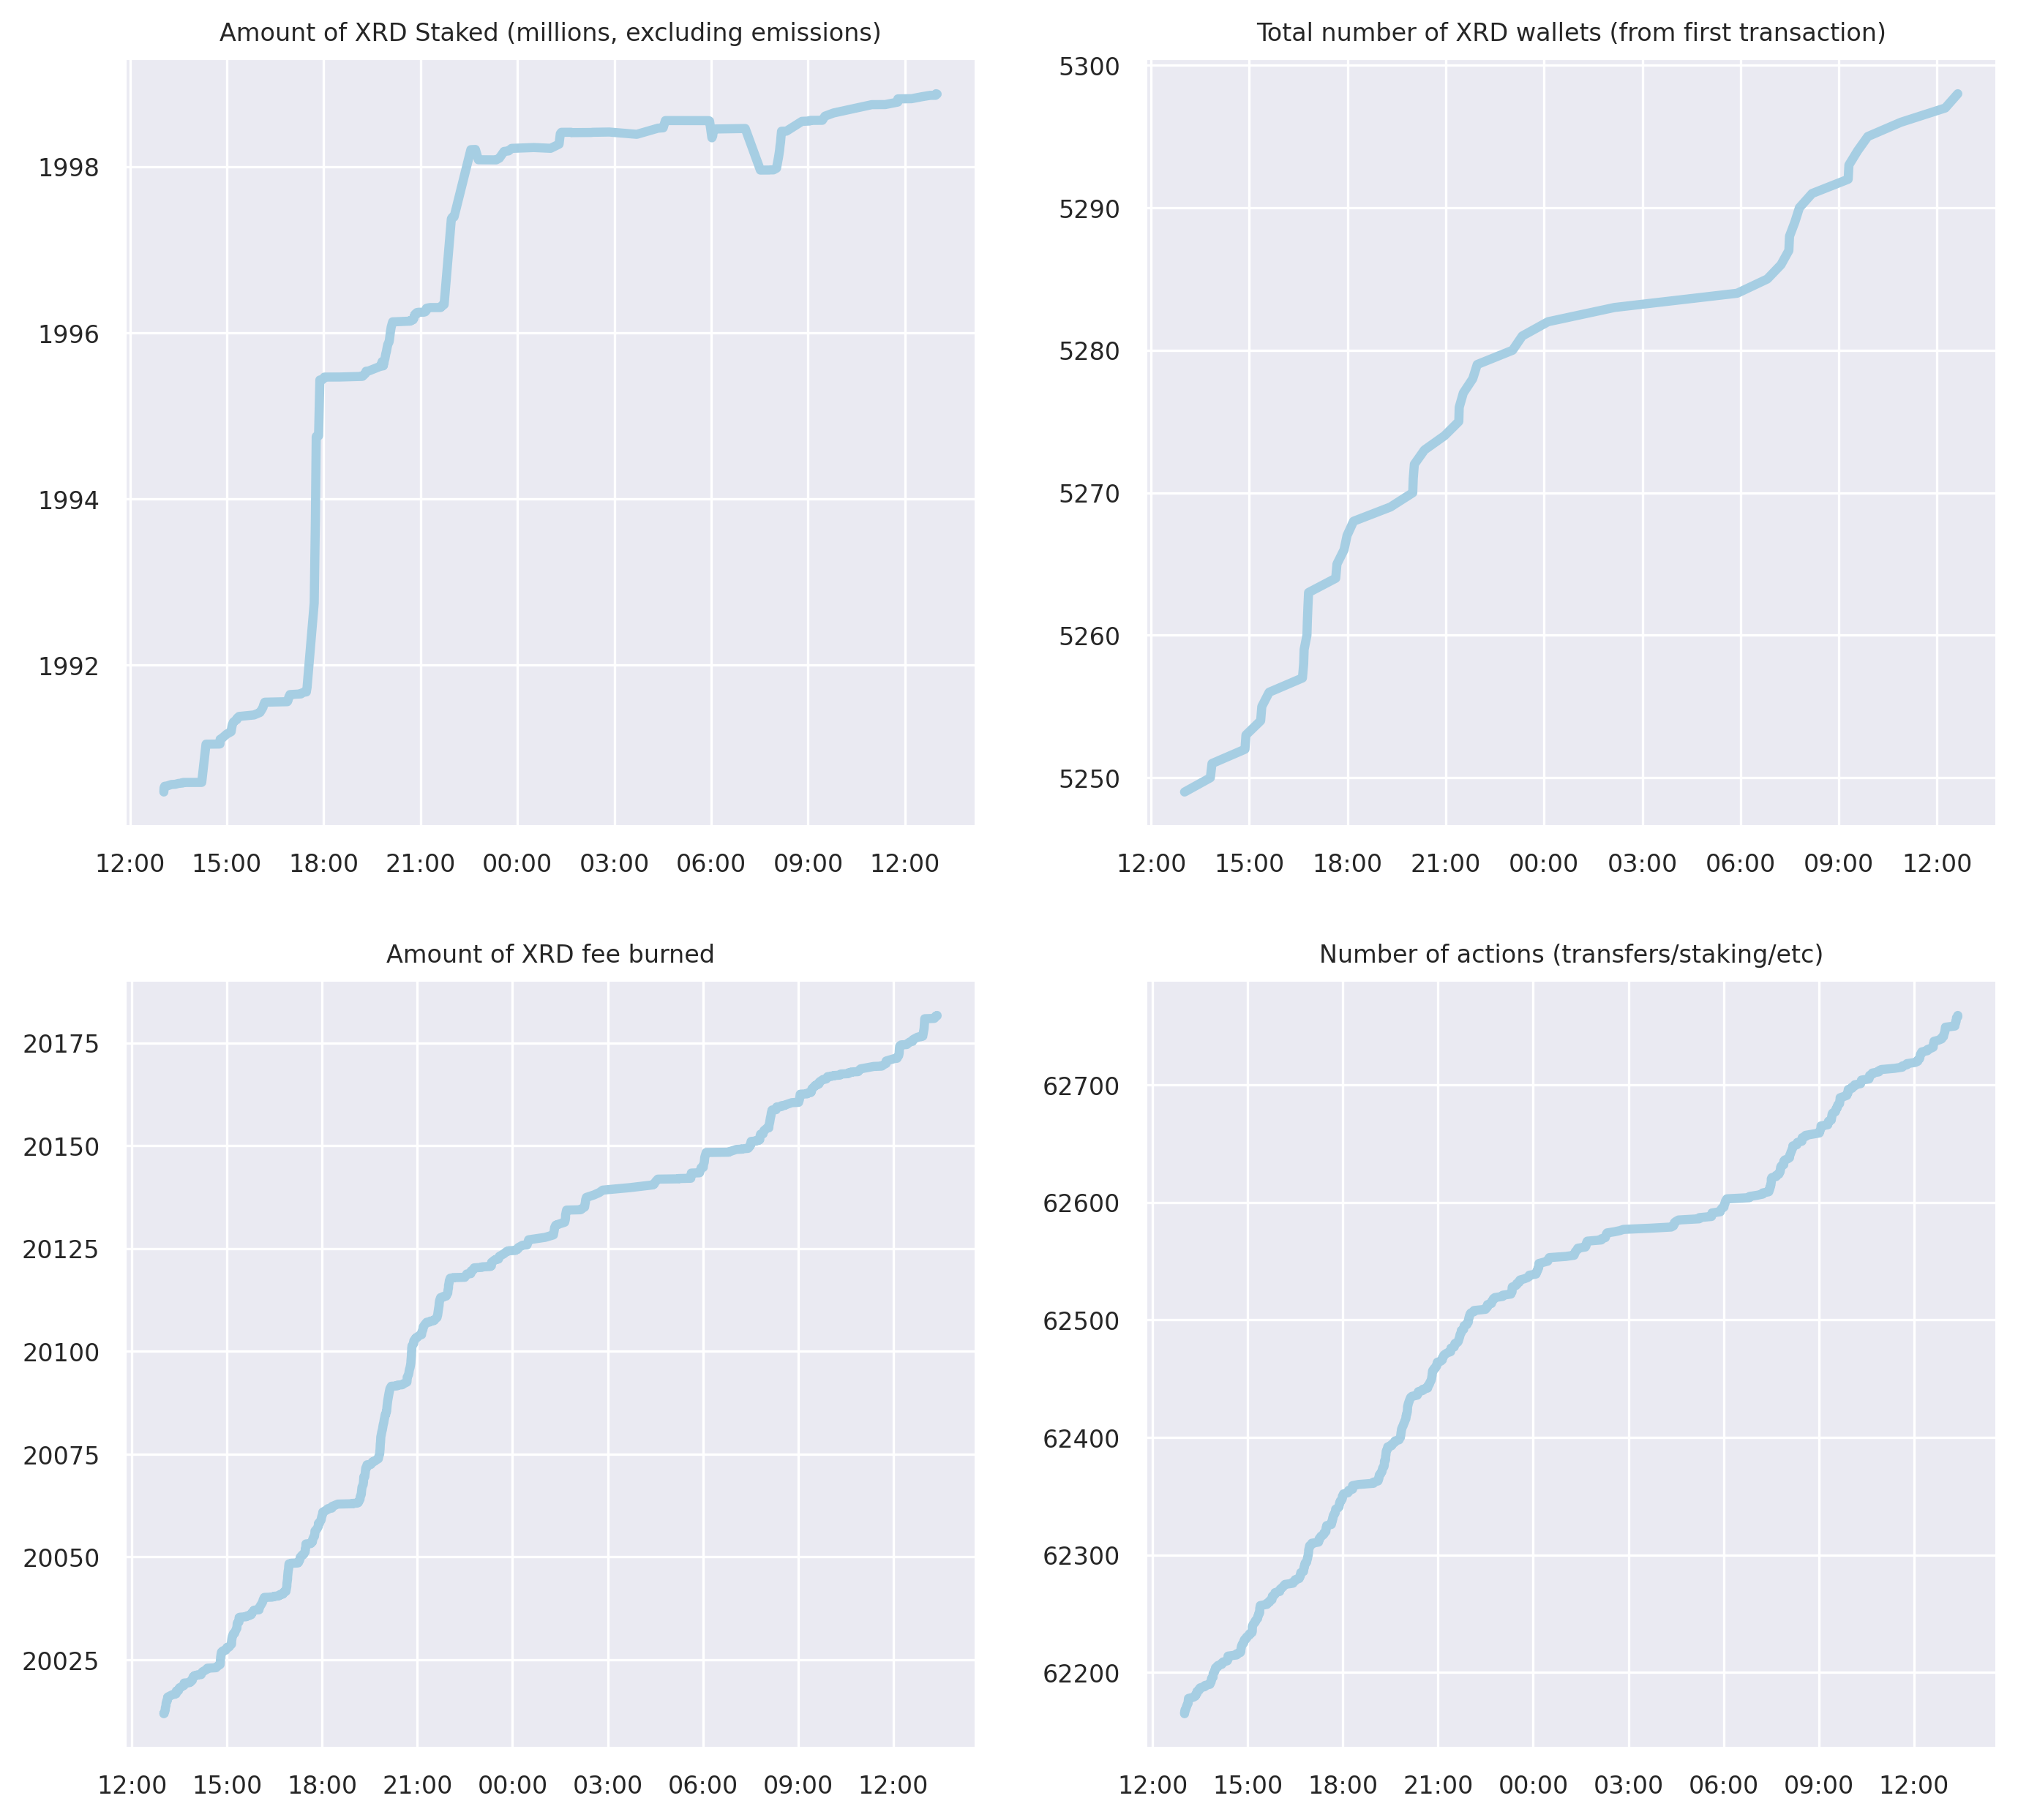 Amount of XRD Staked (millions, excluding emissions)
1998
1996
1994
1992
12:00 15:00 18:00 21:00 00:00 03:00 06:00 09:00 12:00
Total number of XRD wallets (from first transaction)
5300
5290
5280
5270
5260
5250
12:00 15:00 18:00 21:00 00:00 03:00 06:00 09:00 12:00
Amount of XRD fee burned
20175
20150
20125
20100
20075
20050
20025
12:00 15:00 18:00 21:00 00:00 03:00 06:00 09:00 12:00
Number of actions (transfers/staking/etc)
62700
62600
62500
62400
62300
62200
12:00 15:00 18:00 21:00 00:00 03:00 06:00 09:00 12:00